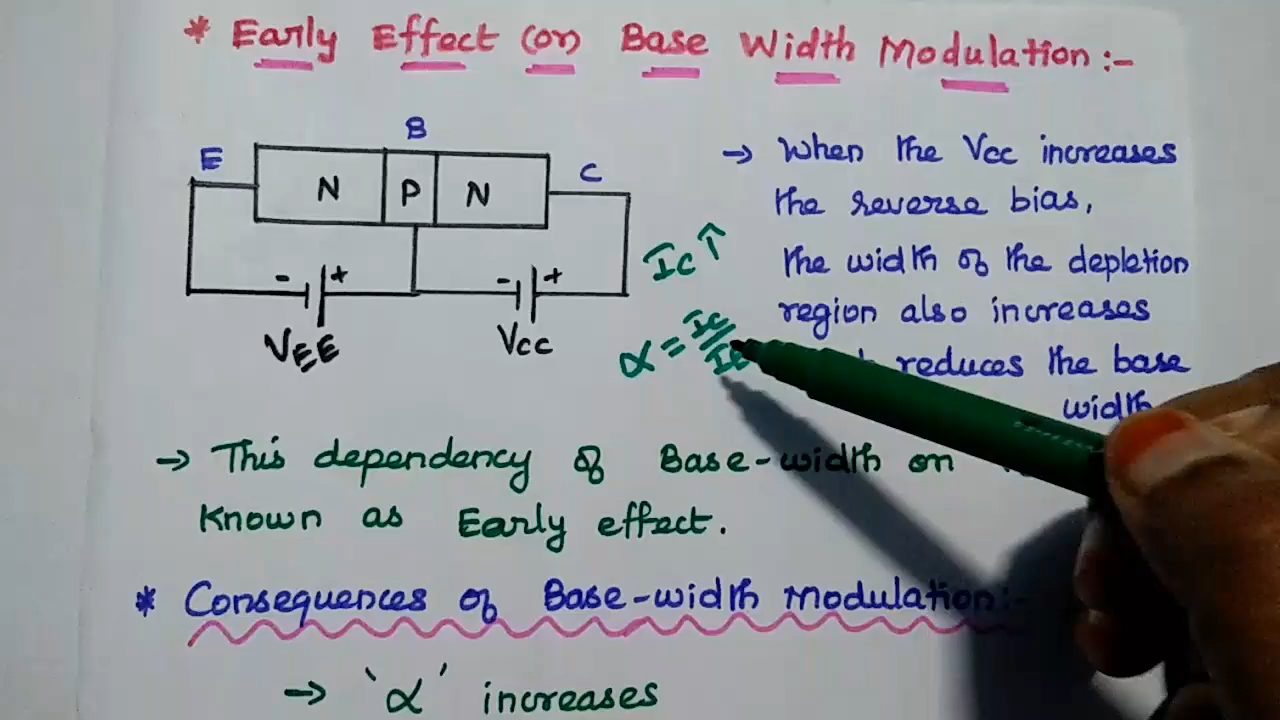 * Early Effect (or) Base Width Modulation :-
B
E
N P N
C
- + - +
VEE
Vcc
Ic↑
α = Ic/IE
→ When the Vcc increases
the reverse bias,
the width of the depletion
region also increases
reduces the base
width
→ This dependency of Base-width on
Known as Early effect.
* Consequences of Base-width Modulation:-
→ 'α' increases